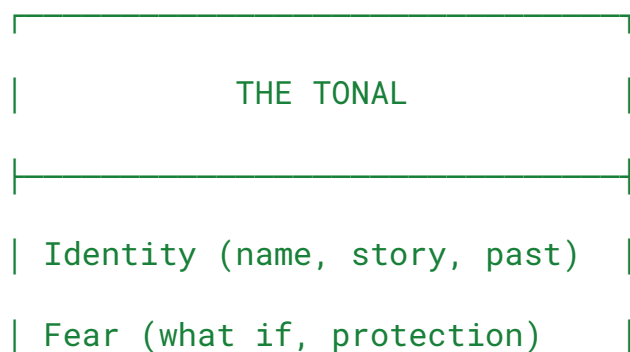 THE TONAL
Identity (name, story, past)
Fear (what if, protection)